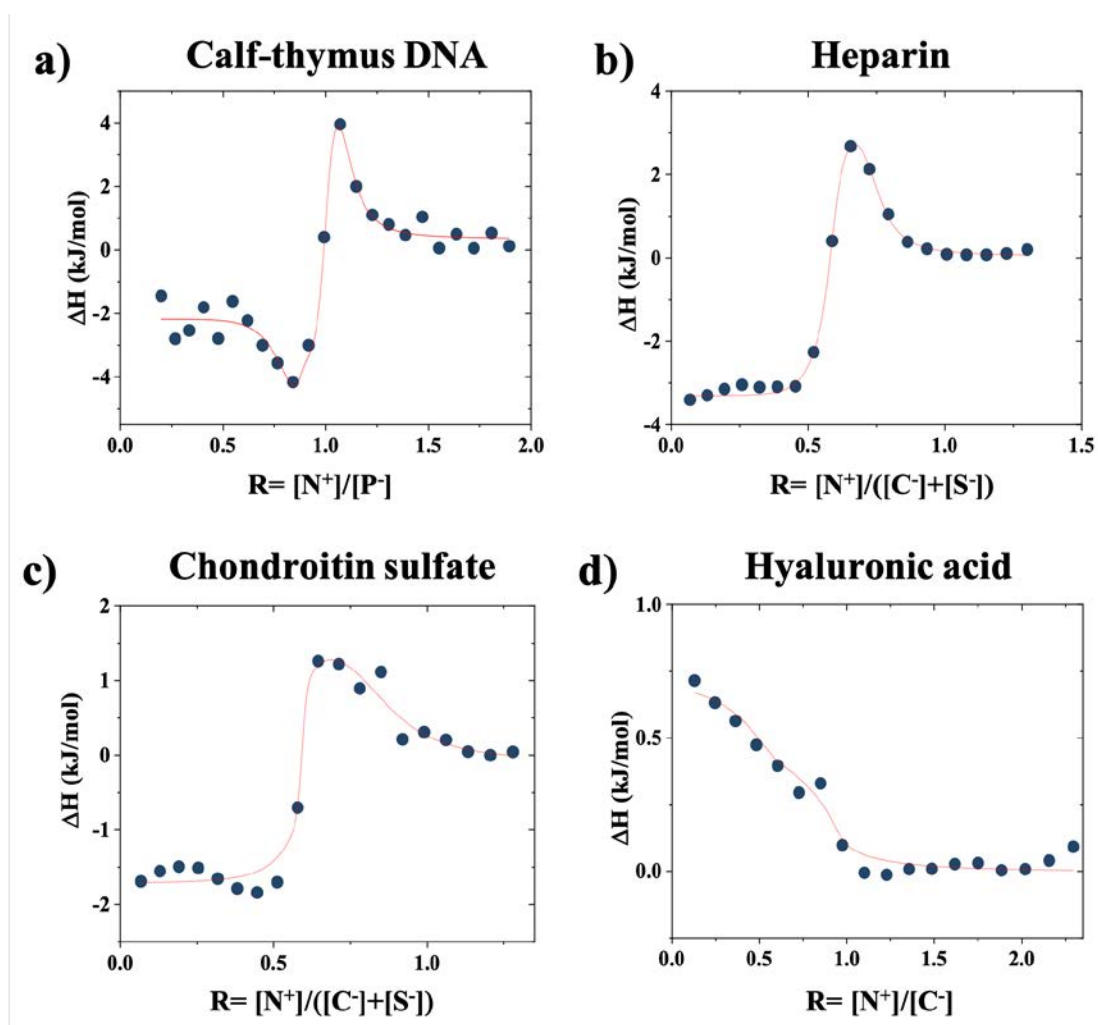 a) Calf-thymus DNA
ΔH (kJ/mol)
4
2
0
-2
-4
0.0 0.5 1.0 1.5 2.0
R= [N⁺]/[P⁻]
b) Heparin
ΔH (kJ/mol)
4
2
0
-2
-4
0.0 0.5 1.0 1.5
R= [N⁺]/([C⁻]+[S⁻])
c) Chondroitin sulfate
ΔH (kJ/mol)
2
1
0
-1
-2
0.0 0.5 1.0
R= [N⁺]/([C⁻]+[S⁻])
d) Hyaluronic acid
ΔH (kJ/mol)
1.0
0.5
0.0
0.0 0.5 1.0 1.5 2.0
R= [N⁺]/[C⁻]